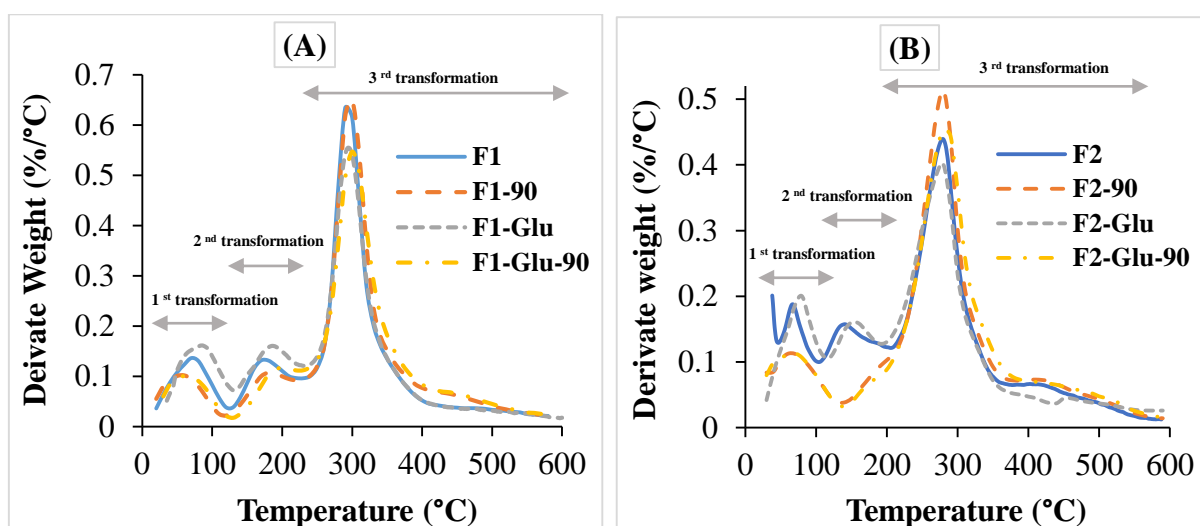 (A)
Deivate Weight (%/°C)
0.7
0.6
0.5
0.4
0.3
0.2
0.1
0
3 rd transformation
2 nd transformation
1 st transformation
F1
F1-90
F1-Glu
F1-Glu-90
0 100 200 300 400 500 600
Temperature (°C)
(B)
Derivate weight (%/°C)
0.5
0.4
0.3
0.2
0.1
0
3 rd transformation
2 nd transformation
1 st transformation
F2
F2-90
F2-Glu
F2-Glu-90
0 100 200 300 400 500 600
Temperature (°C)